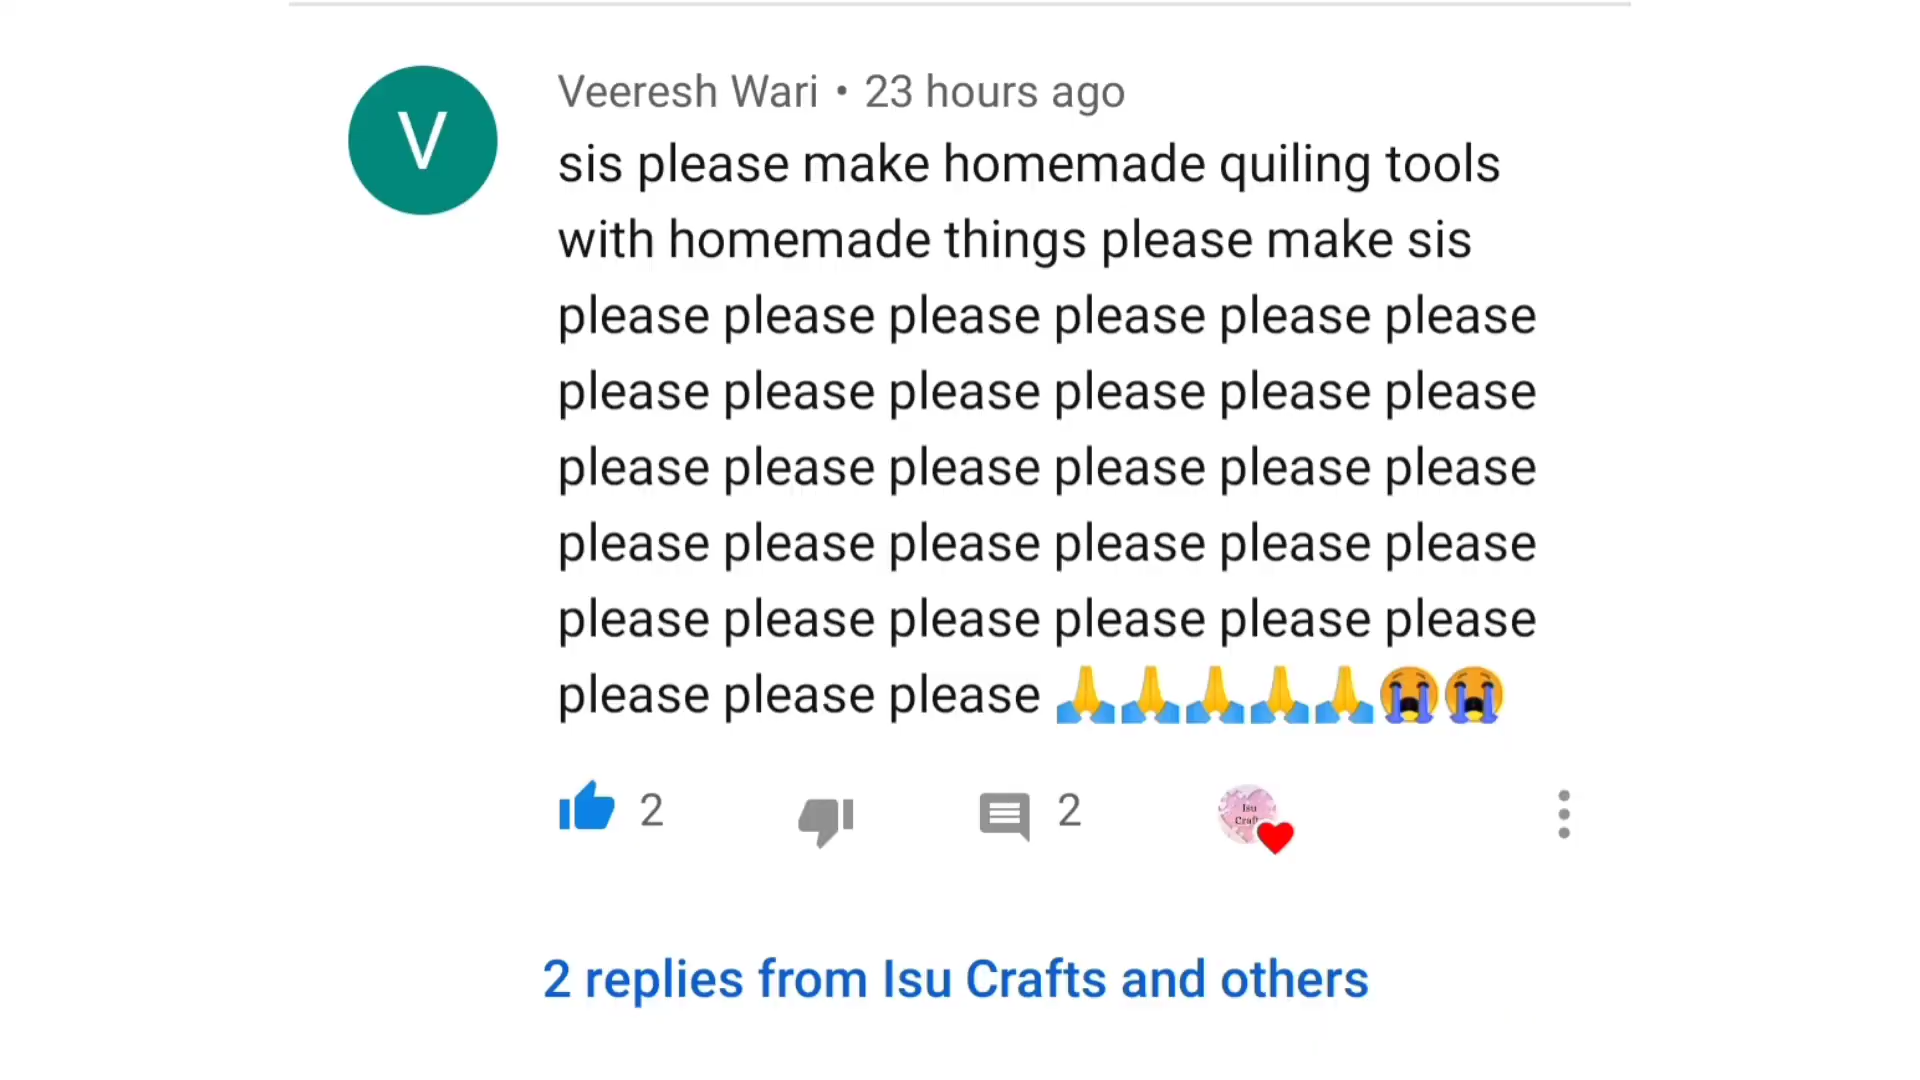 V
Veeresh Wari • 23 hours ago
sis please make homemade quiling tools
with homemade things please make sis
please please please please please please
please please please please please please
please please please please please please
please please please please please please
please please please please please please
please please please 🙏🙏🙏🙏🙏😭😭
2
2
Isu
2 replies from Isu Crafts and others